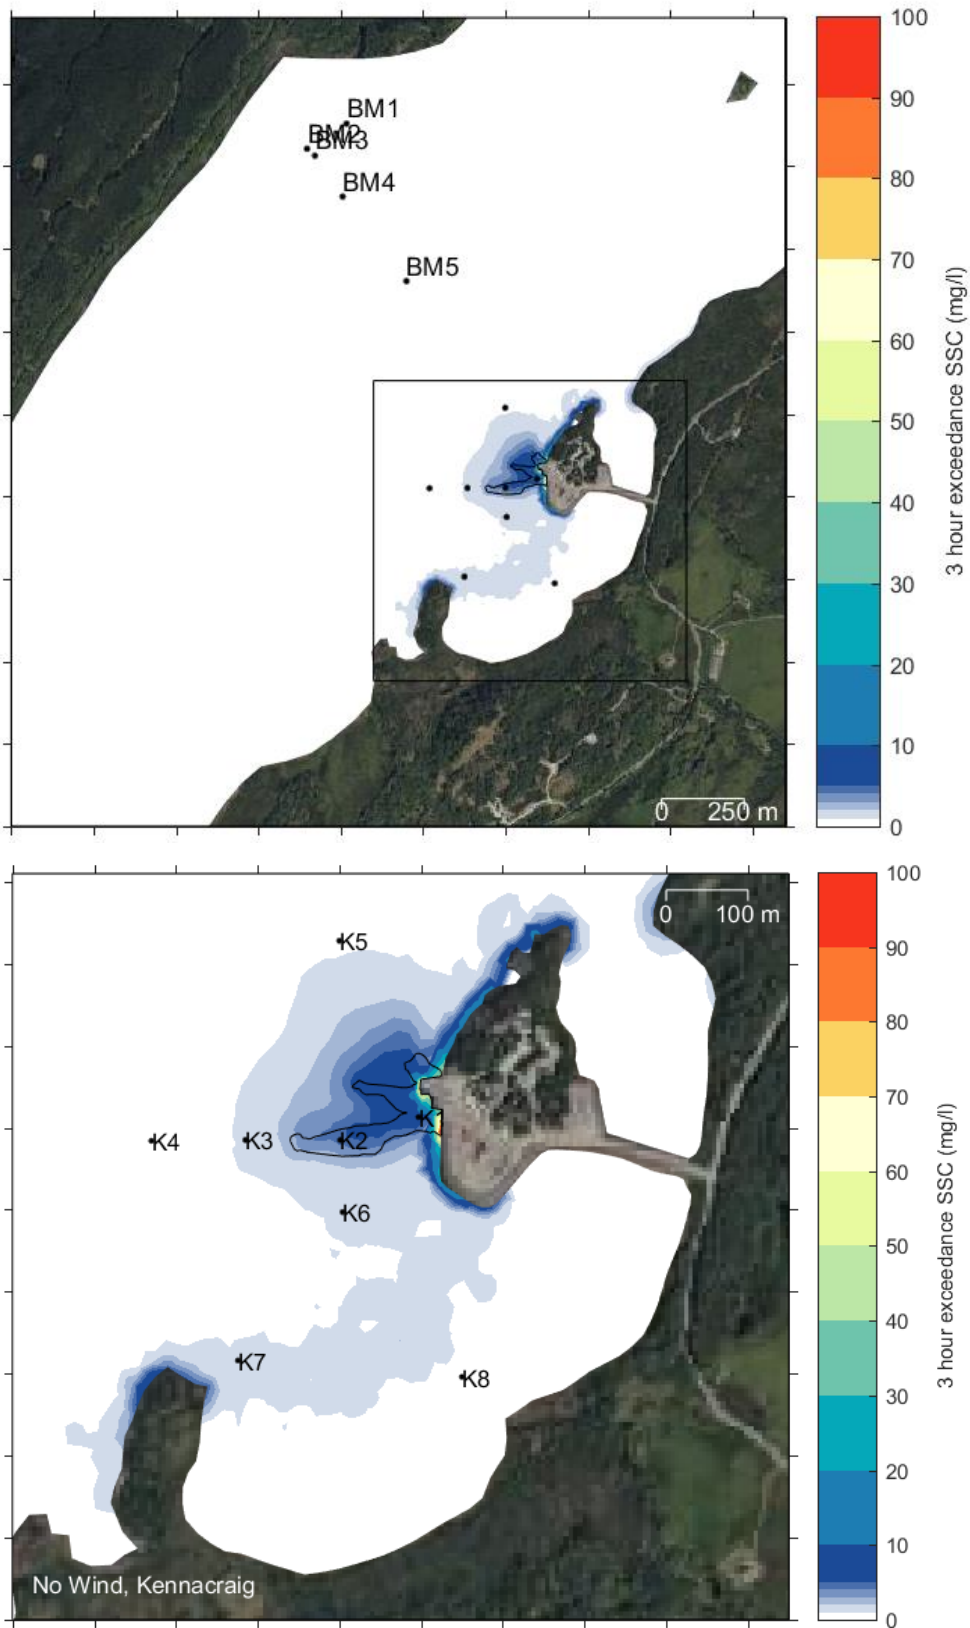 BM1
BM2
BM3
BM4
BM5
0 250 m
100
90
80
70
60
50
40
30
20
10
0
3 hour exceedance SSC (mg/l)
0 100 m
K5
K1
K4
K3
K2
K6
K7
K8
No Wind, Kennacraig
100
90
80
70
60
50
40
30
20
10
0
3 hour exceedance SSC (mg/l)